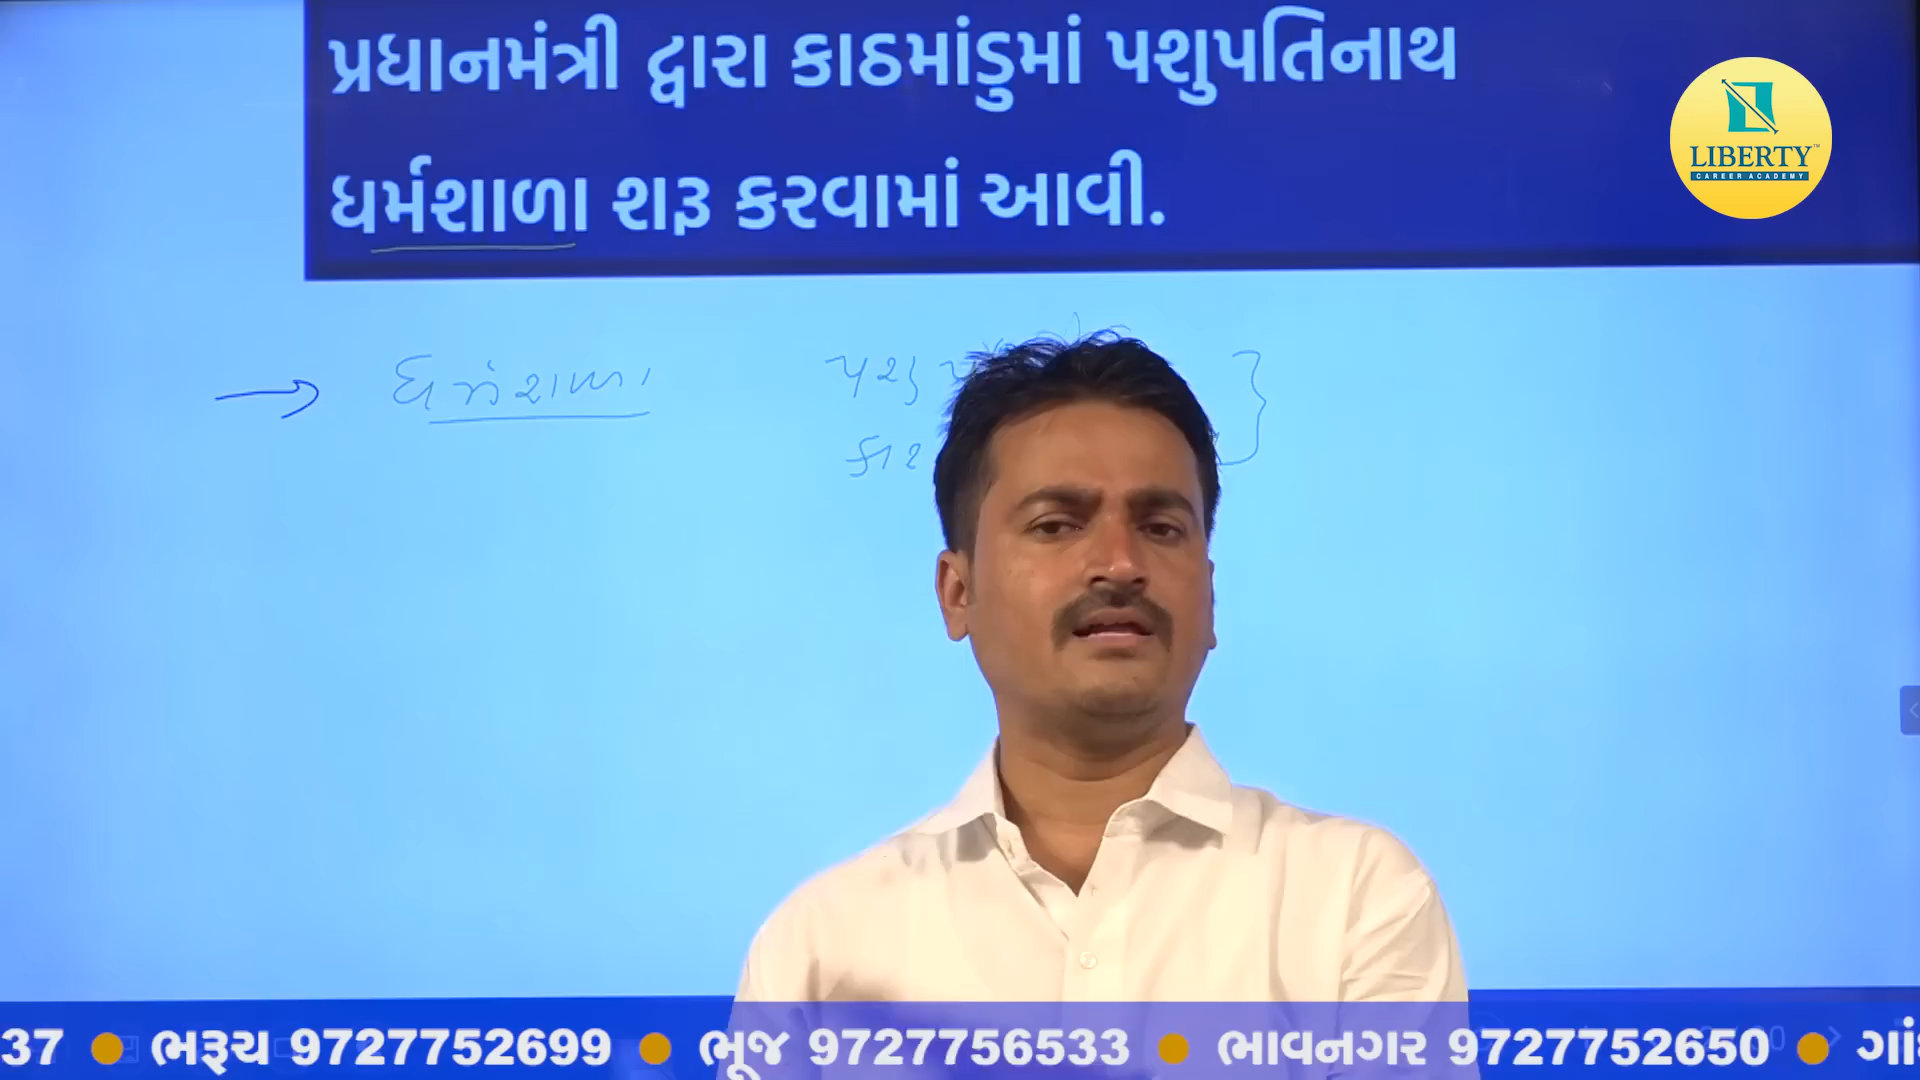 પ્રધાનમંત્રી દ્વારા કાઠમાંડુમાં પશુપતિનાથ
ધર્મશાળા શરૂ કરવામાં આવી.
LIBERTY™
CAREER ACADEMY
ધર્મશાળા
37 ● ભરૂચ 9727752699 ● ભૂજ 9727756533 ● ભાવનગર 9727752650 ●